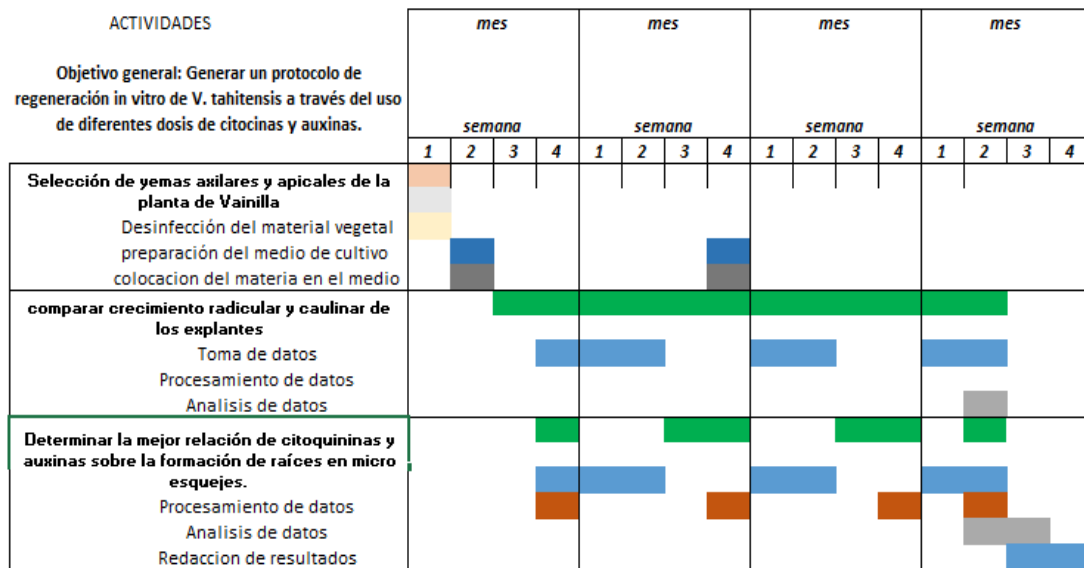 ACTIVIDADES
mes mes mes mes
Objetivo general: Generar un protocolo de
regeneración in vitro de V. tahitensis a través del uso
de diferentes dosis de citocinas y auxinas.
semana semana semana semana
1 2 3 4 1 2 3 4 1 2 3 4 1 2 3 4
Selección de yemas axilares y apicales de la
planta de Vainilla
Desinfección del material vegetal
preparación del medio de cultivo
colocacion del materia en el medio
comparar crecimiento radicular y caulinar de
los explantes
Toma de datos
Procesamiento de datos
Analisis de datos
Determinar la mejor relación de citoquininas y
auxinas sobre la formación de raíces en micro
esquejes.
Procesamiento de datos
Analisis de datos
Redaccion de resultados